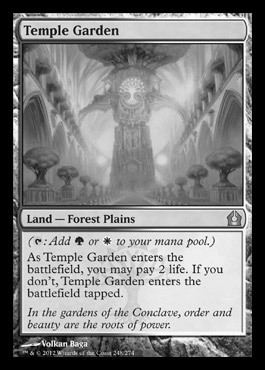 Temple Garden
Land — Forest Plains
(: Add or to your mana pool.)
As Temple Garden enters the
battlefield, you may pay 2 life. If you
don't, Temple Garden enters the
battlefield tapped.
In the gardens of the Conclave, order and
beauty are the roots of power.
Volkan Baga
™ & © 2012 Wizards of the Coast 248/274